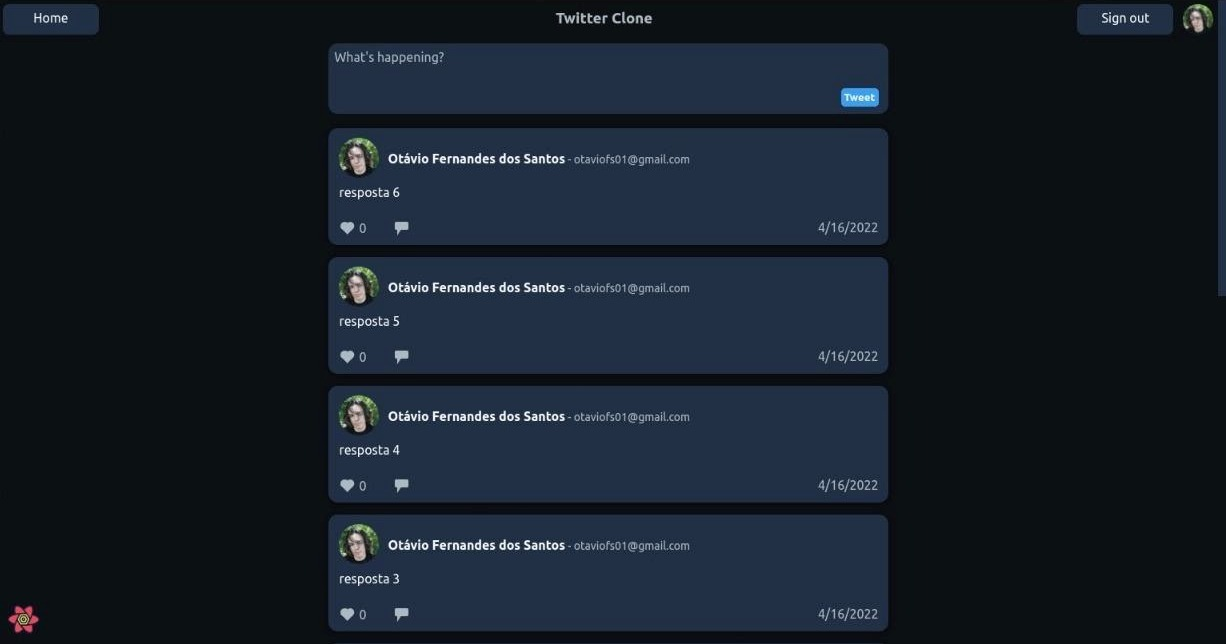 Home
Twitter Clone
Sign out
What's happening?
Tweet
Otávio Fernandes dos Santos - otaviofs01@gmail.com
resposta 6
0
4/16/2022
Otávio Fernandes dos Santos - otaviofs01@gmail.com
resposta 5
0
4/16/2022
Otávio Fernandes dos Santos - otaviofs01@gmail.com
resposta 4
0
4/16/2022
Otávio Fernandes dos Santos - otaviofs01@gmail.com
resposta 3
0
4/16/2022